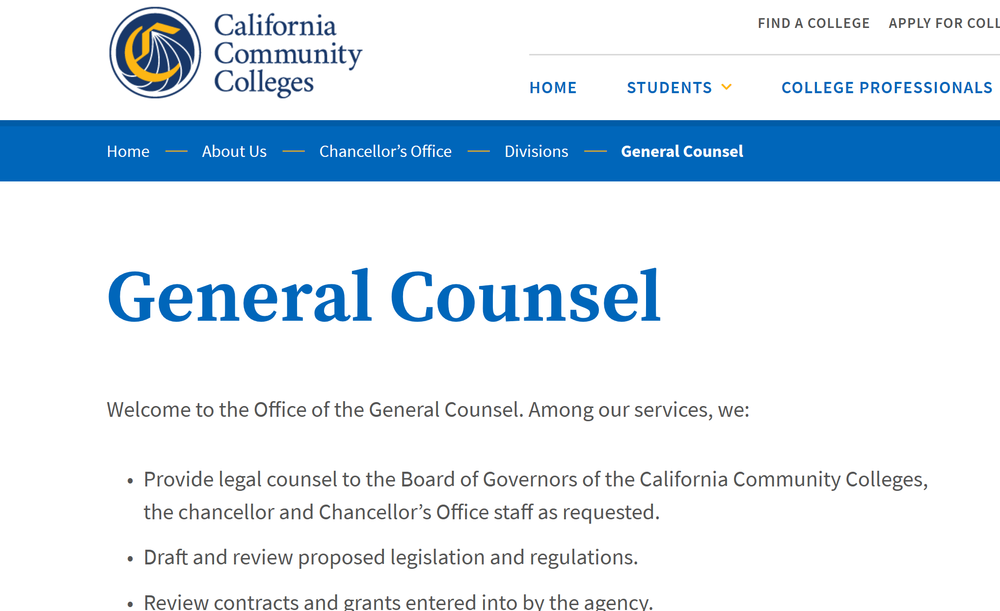 California
Community
Colleges
FIND A COLLEGE APPLY FOR COLL
HOME STUDENTS COLLEGE PROFESSIONALS
Home — About Us — Chancellor’s Office — Divisions — General Counsel
General Counsel
Welcome to the Office of the General Counsel. Among our services, we:
• Provide legal counsel to the Board of Governors of the California Community Colleges,
the chancellor and Chancellor’s Office staff as requested.
• Draft and review proposed legislation and regulations.
• Review contracts and grants entered into by the agency.